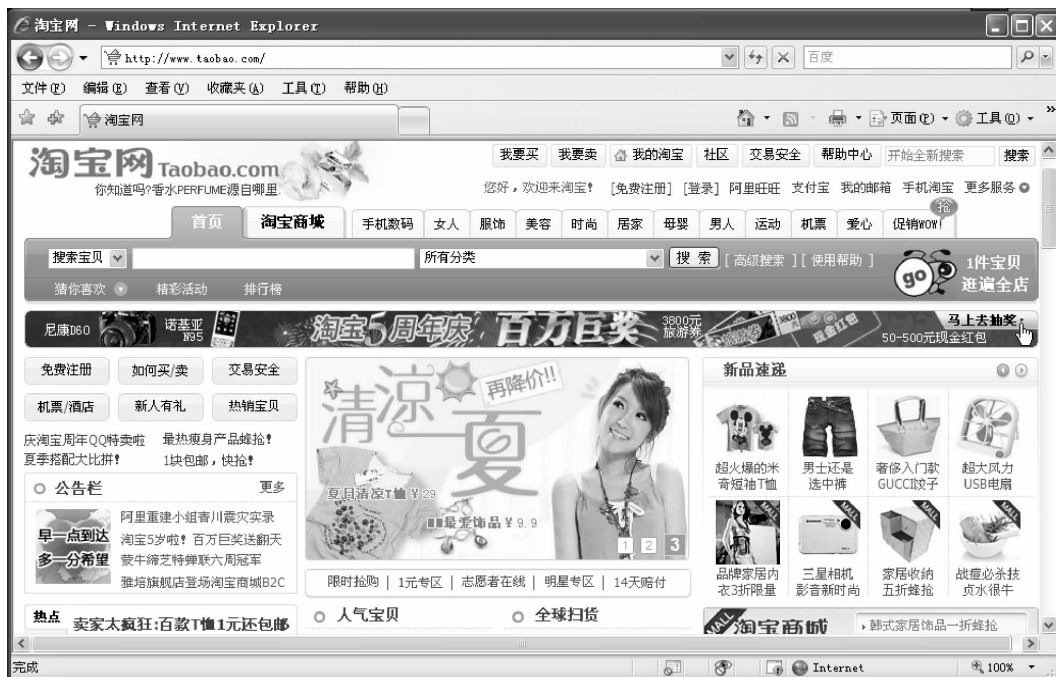 淘宝网 - Windows Internet Explorer
http://www.taobao.com/
百度
文件(F) 编辑(E) 查看(V) 收藏夹(A) 工具(T) 帮助(H)
淘宝网
页面(P) 工具(O)
淘宝网 Taobao.com
你知道吗?香水PERFUME源自哪里
我要买 我要卖 我的淘宝 社区 交易安全 帮助中心 开始全新搜索 搜索
您好,欢迎来淘宝! [免费注册] [登录] 阿里旺旺 支付宝 我的邮箱 手机淘宝 更多服务
抢
首页 淘宝商城 手机数码 女人 服饰 美容 时尚 居家 母婴 男人 运动 机票 爱心 促销WOW!
搜索宝贝 所有分类 搜 索 [ 高级搜索 ] [ 使用帮助 ]
go
1件宝贝
逛遍全店
猜你喜欢 精彩活动 排行榜
尼康D60 诺基亚 N95 淘宝5周年庆 百万巨奖 3800元 旅游券 3800 现金红包 马上去抽奖
50-500元现金红包
免费注册 如何买/卖 交易安全
机票/酒店 新人有礼 热销宝贝
庆淘宝周年QQ特卖啦 最热瘦身产品蜂抢!
夏季搭配大比拼! 1块包邮,快抢!
公告栏 更多
早一点到达
多一分希望
阿里重建小组青川震灾实录
淘宝5岁啦! 百万巨奖送翻天
蒙牛缔芝特蝉联六周冠军
雅培旗舰店登场淘宝商城B2C
热点 卖家太疯狂:百款T恤1元还包邮
清凉一夏
再降价!!
夏日清凉T恤¥29
最爱饰品¥9.9
1 2 3
限时抢购 | 1元专区 | 志愿者在线 | 明星专区 | 14天赔付
人气宝贝 全球扫货
新品速递
超火爆的米
奇短袖T恤
男士还是
选中裤
奢侈入门款
GUCCI饺子
超大风力
USB电扇
MALL
品牌家居内
衣3折限量
三星相机
影音新时尚
MALL
家居收纳
五折蜂抢
MALL
战痘必杀技
贞水很牛
MALL
淘宝商城
韩式家居饰品一折蜂抢
完成 Internet 100%